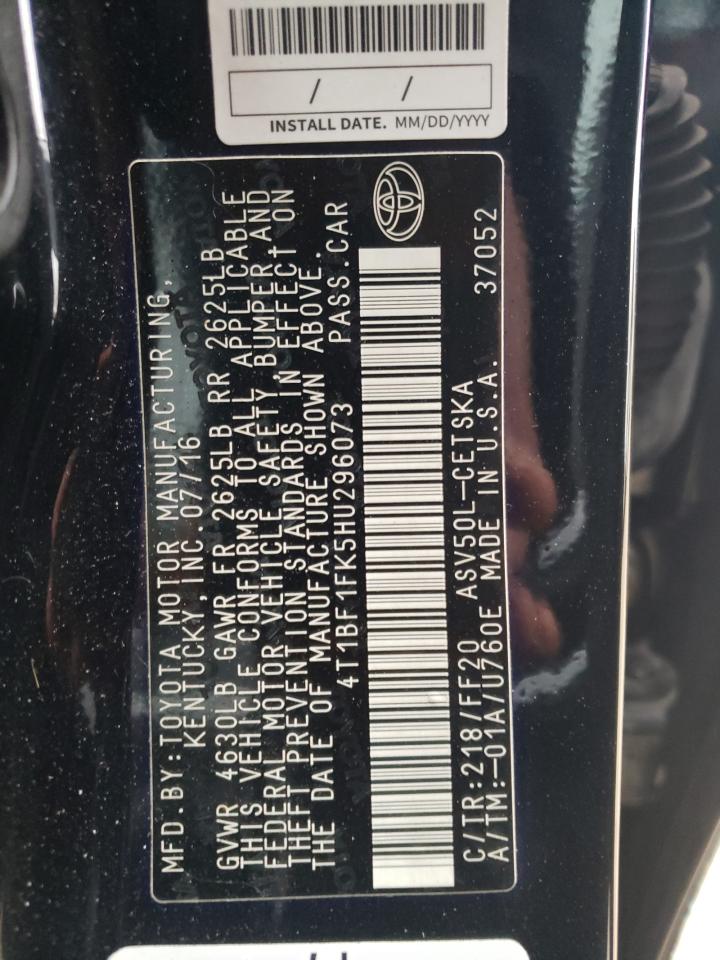 / /
INSTALL DATE. MM/DD/YYYY
MFD.BY:TOYOTA MOTOR MANUFACTURING,
KENTUCKY,INC.07/16
GVWR 4630LB GAWR FR 2625LB RR 2625LB
THIS VEHICLE CONFORMS TO ALL APPLICABLE
FEDERAL MOTOR VEHICLE SAFETY,BUMPER AND
THEFT PREVENTION STANDARDS IN EFFECT ON
THE DATE OF MANUFACTURE SHOWN ABOVE.
4T1BF1FK5HU296073 PASS.CAR
C/TR:218/FF20 ASV50L-CETSKA
A/TM:-01A/U760E MADE IN U.S.A. 37052